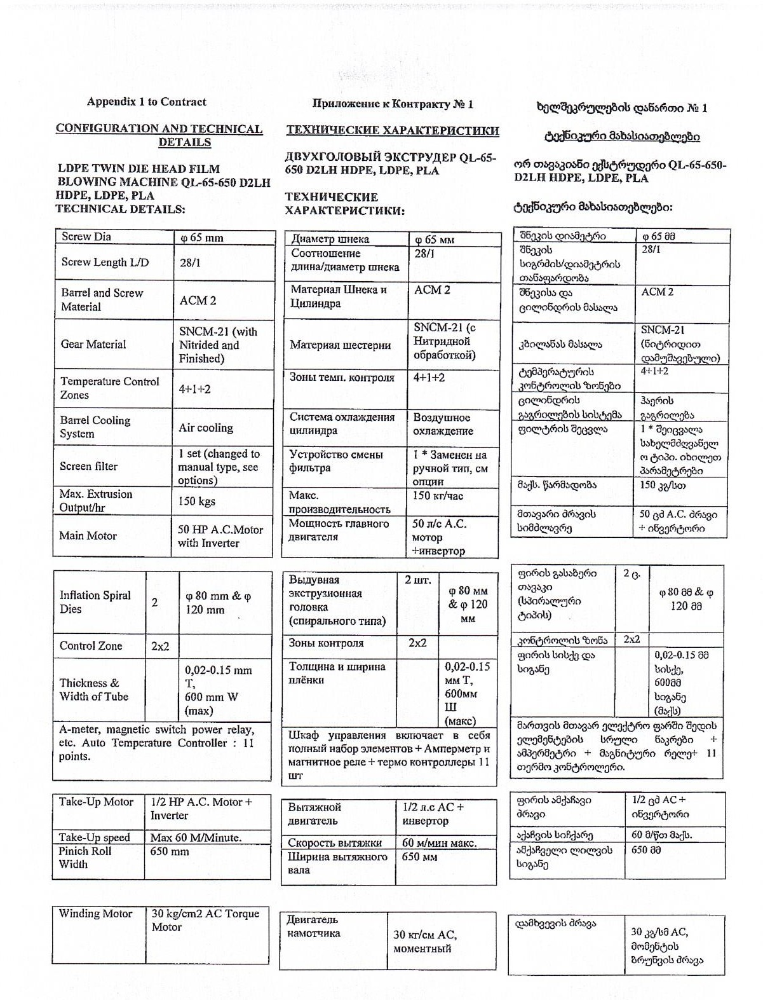 Appendix 1 to Contract
CONFIGURATION AND TECHNICAL
DETAILS
LDPE TWIN DIE HEAD FILM
BLOWING MACHINE QL-65-650 D2LH
HDPE, LDPE, PLA
TECHNICAL DETAILS:
Screw Dia φ 65 mm
Screw Length L/D 28/1
Barrel and Screw
Material
ACM 2
Gear Material
SNCM-21 (with
Nitrided and
Finished)
Temperature Control
Zones
4+1+2
Barrel Cooling
System
Air cooling
Screen filter
1 set (changed to
manual type, see
options)
Max. Extrusion
Output/hr
150 kgs
Main Motor
50 HP A.C.Motor
with Inverter
Inflation Spiral
Dies
2
φ 80 mm & φ
120 mm
Control Zone 2x2
Thickness &
Width of Tube
0,02-0.15 mm
T,
600 mm W
(max)
A-meter, magnetic switch power relay,
etc. Auto Temperature Controller : 11
points.
Take-Up Motor
1/2 HP A.C. Motor +
Inverter
Take-Up speed Max 60 M/Minute.
Pinich Roll
Width
650 mm
Winding Motor
30 kg/cm2 AC Torque
Motor
Приложение к Контракту № 1
ТЕХНИЧЕСКИЕ ХАРАКТЕРИСТИКИ
ДВУХГОЛОВЫЙ ЭКСТРУДЕР QL-65-
650 D2LH HDPE, LDPE, PLA
ТЕХНИЧЕСКИЕ
ХАРАКТЕРИСТИКИ:
Диаметр шнека φ 65 мм
Соотношение
длина/диаметр шнека
28/1
Материал Шнека и
Цилиндра
ACM 2
Материал шестерни
SNCM-21 (с
Нитридной
обработкой)
Зоны темп. контроля 4+1+2
Система охлаждения
цилиндра
Воздушное
охлаждение
Устройство смены
фильтра
1 * Заменен на
ручной тип, см
опции
Макс.
производительность
150 кг/час
Мощность главного
двигателя
50 л/с А.С.
мотор
+инвертор
Выдувная
экструзионная
головка
(спирального типа)
2 шт.
φ 80 мм
& φ 120
мм
Зоны контроля 2x2
Толщина и ширина
плёнки
0,02-0.15
мм Т,
600мм
Ш
(макс)
Шкаф управления включает в себя
полный набор элементов + Амперметр и
магнитное реле + термо контроллеры 11
шт
Вытяжной
двигатель
1/2 л.с АС +
инвертор
Скорость вытяжки 60 м/мин макс.
Ширина вытяжного
вала
650 мм
Двигатель
намотчика
30 кг/см АС,
моментный
ხელშეკრულების დანართი № 1
ტექნიკური მახასიათებლები
ორ თავაკიანი ექსტრუდერი QL-65-650-
D2LH HDPE, LDPE, PLA
ტექნიკური მახასიათებლები:
შნეკის დიამეტრი φ 65 მმ
შნეკის
სიგრძის/დიამეტრის
თანაფარდობა
28/1
შნეკისა და
ცილინდრის მასალა
ACM 2
კბილანას მასალა
SNCM-21
(ნიტრიდით
დამუშავებული)
ტემპერატურის
კონტროლის ზონები
4+1+2
ცილინდრის
გაგრილების სისტემა
ჰაერის
გაგრილება
ფილტრის შეცვლა
1 * შეიცვალა
სახელმძღვანელ
ო ტიპი. იხილეთ
პარამეტრები
მაქს. წარმადობა 150 კგ/სთ
მთავარი ძრავის
სიმძლავრე
50 ცძ A.C. ძრავი
+ ინვერტორი
ფირის გასაბერი
თავაკი
(სპირალური
ტიპის)
2 ც.
φ 80 მმ & φ
120 მმ
კონტროლის ზონა 2x2
ფირის სისქე და
სიგანე
0,02-0.15 მმ
სისქე,
600მმ
სიგანე
(მაქს)
მართვის მთავარ ელექტრო ფარში შედის
ელემენტების სრული ნაკრები +
ამპერმეტრი + მაგნიტური რელე+ 11
თერმო კონტროლერი.
ფირის ამქაჩავი
ძრავი
1/2 ცძ AC +
ინვერტორი
აქაჩვის სიჩქარე 60 მ/წთ მაქს.
ამქაჩველი ლილვის
სიგანე
650 მმ
დამხვევის ძრავა
30 კგ/სმ AC,
მომენტის
ბრუნვის ძრავა